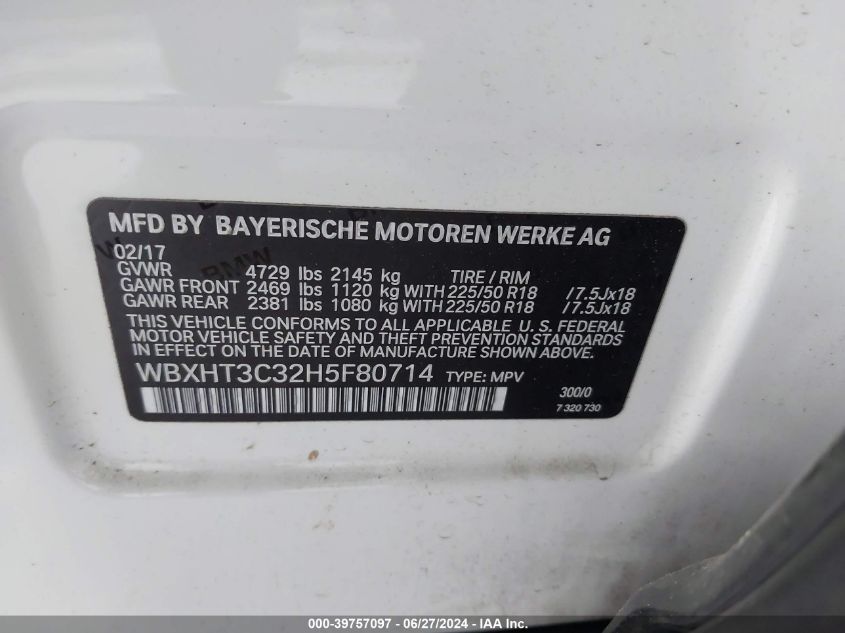 MFD BY BAYERISCHE MOTOREN WERKE AG
02/17
GVWR 4729 lbs 2145 kg TIRE / RIM
GAWR FRONT 2469 lbs 1120 kg WITH 225/50 R18 /7.5Jx18
GAWR REAR 2381 lbs 1080 kg WITH 225/50 R18 /7.5Jx18
THIS VEHICLE CONFORMS TO ALL APPLICABLE U. S. FEDERAL
MOTOR VEHICLE SAFETY AND THEFT PREVENTION STANDARDS
IN EFFECT ON THE DATE OF MANUFACTURE SHOWN ABOVE.
WBXHT3C32H5F80714 TYPE: MPV
300/0
7 320 730
BMW
000-39757097 - 06/27/2024 - IAAI, Inc.